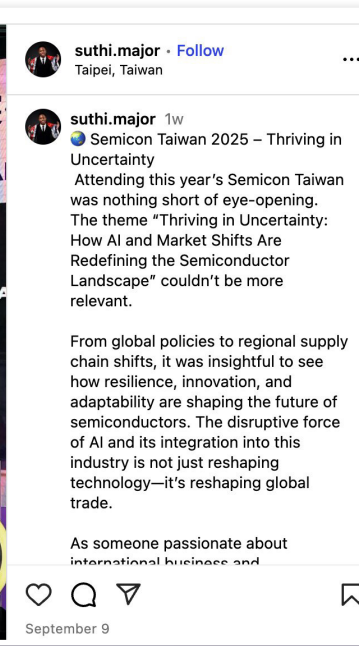 suthi.major • Follow
Taipei, Taiwan
suthi.major 1w
🌏 Semicon Taiwan 2025 – Thriving in
Uncertainty
Attending this year's Semicon Taiwan
was nothing short of eye-opening.
The theme “Thriving in Uncertainty:
How AI and Market Shifts Are
Redefining the Semiconductor
Landscape” couldn't be more
relevant.
From global policies to regional supply
chain shifts, it was insightful to see
how resilience, innovation, and
adaptability are shaping the future of
semiconductors. The disruptive force
of AI and its integration into this
industry is not just reshaping
technology—it's reshaping global
trade.
As someone passionate about
international business and
September 9